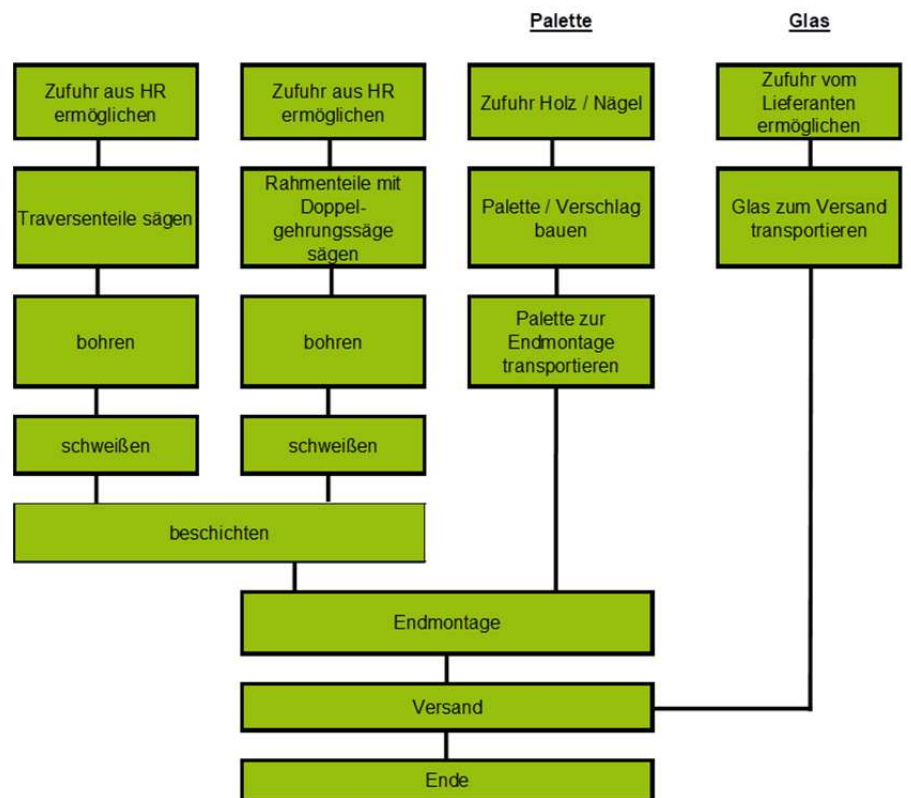 Palette
Glas
Zufuhr aus HR
ermöglichen
Zufuhr aus HR
ermöglichen
Zufuhr Holz / Nägel
Zufuhr vom
Lieferanten
ermöglichen
Traversenteile sägen
Rahmenteile mit
Doppel-
gehrungssäge
sägen
Palette / Verschlag
bauen
Glas zum Versand
transportieren
bohren
bohren
Palette zur
Endmontage
transportieren
schweißen
schweißen
beschichten
Endmontage
Versand
Ende